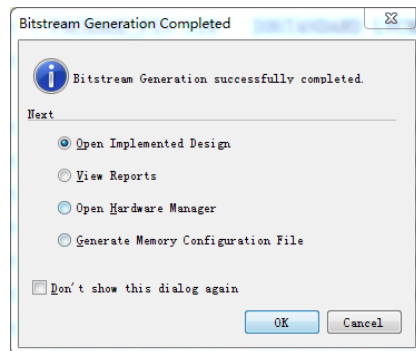 Bitstream Generation Completed
Bitstream Generation successfully completed.
Next
Open Implemented Design
View Reports
Open Hardware Manager
Generate Memory Configuration File
Don't show this dialog again
OK
Cancel